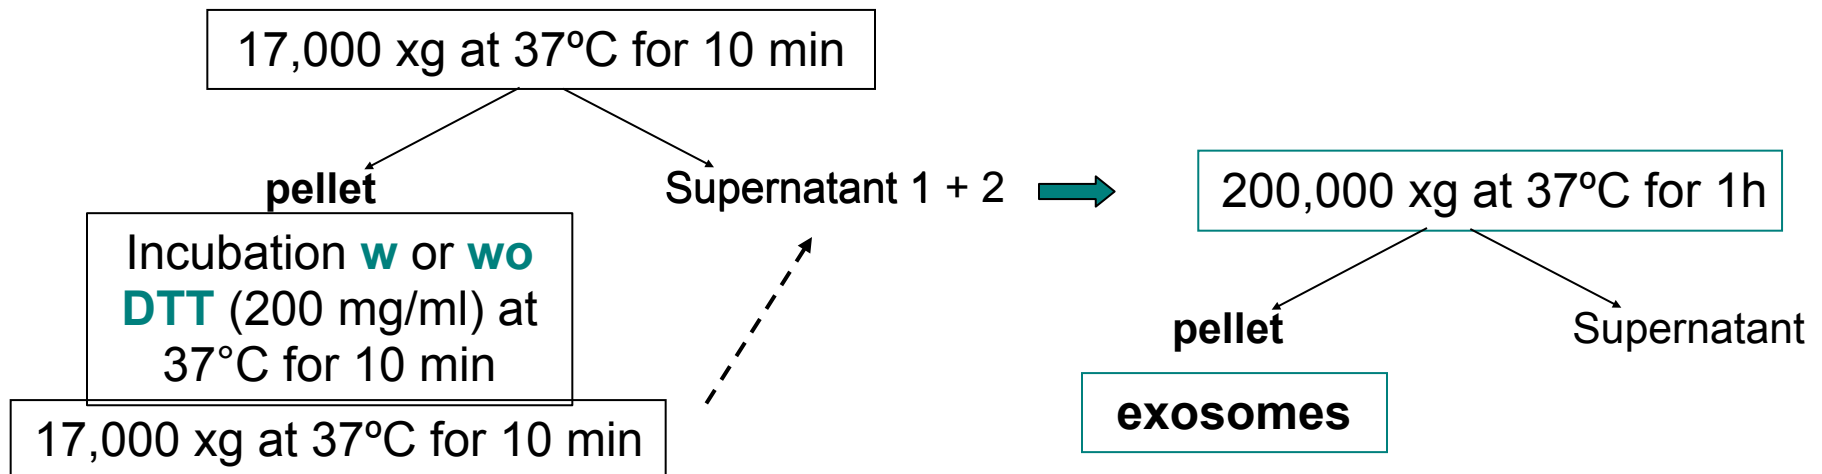 17,000 xg at 37ºC for 10 min
pellet
Supernatant 1 + 2
200,000 xg at 37ºC for 1h
Incubation w or wo
DTT (200 mg/ml) at
37°C for 10 min
17,000 xg at 37ºC for 10 min
pellet
Supernatant
exosomes